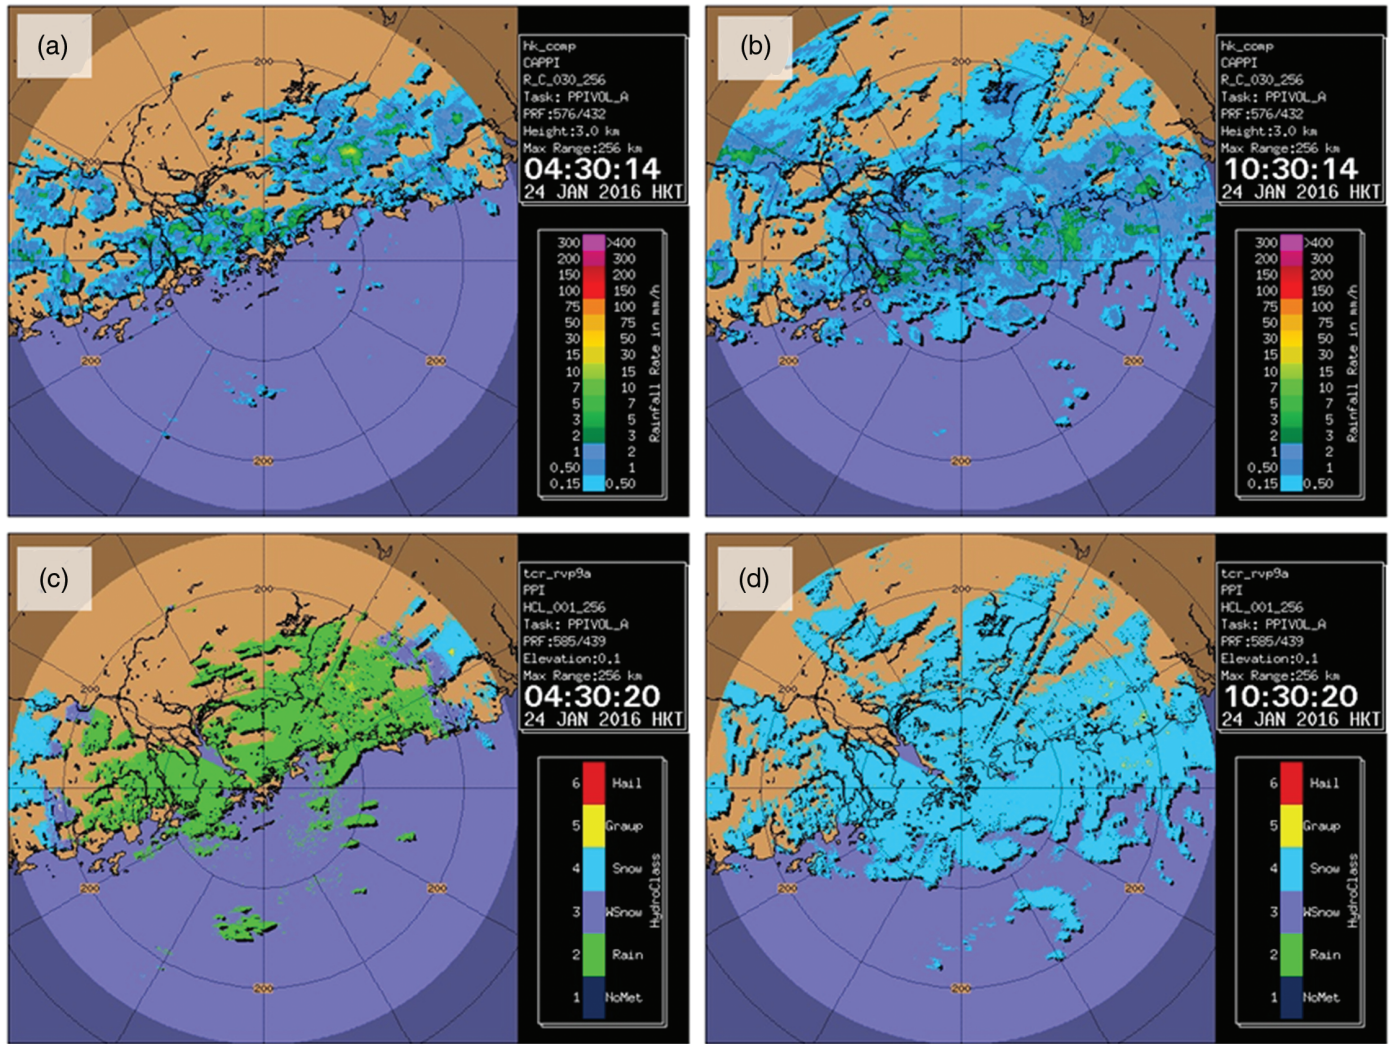 (a)
200
200
200
200
200
hk_comp
CAPPI
R_C_030_256
Task: PPIVOL_A
PRF:576/432
Height:3.0 km
Max Range:256 km
04:30:14
24 JAN 2016 HKT
300 >400
200 300
150 200
100 150
75 100
50 75
30 50
15 30
10 15
7 10
5 7
3 5
2 3
1 2
0.50 1
0.15 0.50
Rainfall Rate in mm/h
(b)
200
200
200
200
hk_comp
CAPPI
R_C_030_256
Task: PPIVOL_A
PRF:576/432
Height:3.0 km
Max Range:256 km
10:30:14
24 JAN 2016 HKT
300 >400
200 300
150 200
100 150
75 100
50 75
30 50
15 30
10 15
7 10
5 7
3 5
2 3
1 2
0.50 1
0.15 0.50
Rainfall Rate in mm/h
(c)
200
200
200
200
200
tcr_rvp9a
PPI
HCL_001_256
Task: PPIVOL_A
PRF:585/439
Elevation:0.1
Max Range:256 km
04:30:20
24 JAN 2016 HKT
6 Hail
5 Graup
4 Snow
3 WSnow
2 Rain
1 NoMet
HydroClass
(d)
200
200
200
200
200
tcr_rvp9a
PPI
HCL_001_256
Task: PPIVOL_A
PRF:585/439
Elevation:0.1
Max Range:256 km
10:30:20
24 JAN 2016 HKT
6 Hail
5 Graup
4 Snow
3 WSnow
2 Rain
1 NoMet
HydroClass